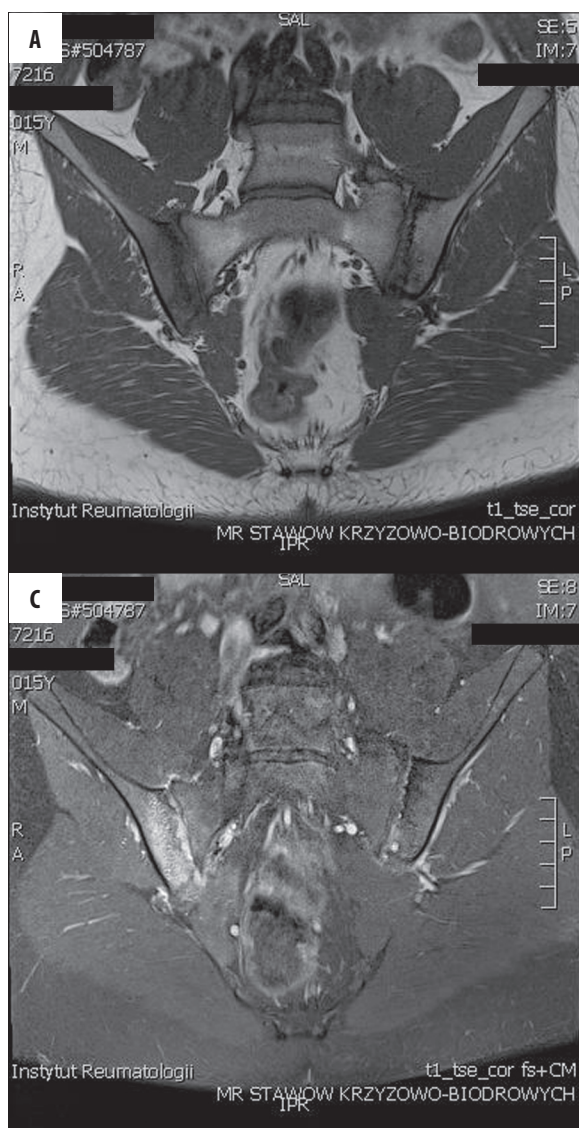 A
SAL
SE:5
S#504787
IM:7
7216
015Y
M
R
A
L
P
Instytut Reumatologii
t1_tse_cor
MR STAWOW KRZYZOWO-BIODROWYCH
IPR
C
SAL
SE:8
S#504787
IM:7
7216
015Y
M
R
A
L
P
Instytut Reumatologii
t1_tse_cor fs+CM
MR STAWOW KRZYZOWO-BIODROWYCH
IPR